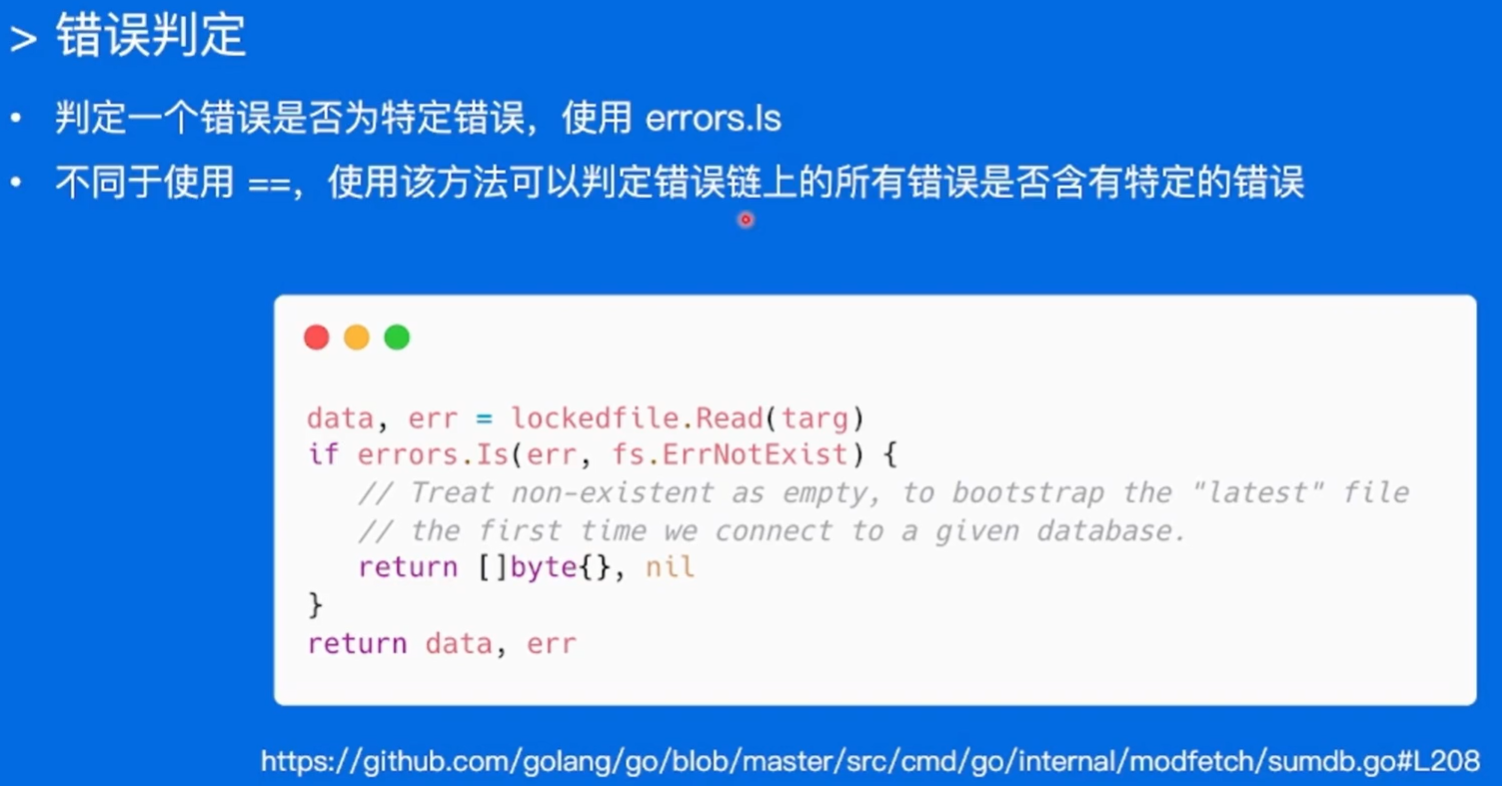 > 错误判定
• 判定一个错误是否为特定错误，使用 errors.Is
• 不同于使用 ==，使用该方法可以判定错误链上的所有错误是否含有特定的错误
data, err = lockedfile.Read(targ)
if errors.Is(err, fs.ErrNotExist) {
   // Treat non-existent as empty, to bootstrap the "latest" file
   // the first time we connect to a given database.
   return []byte{}, nil
}
return data, err
https://github.com/golang/go/blob/master/src/cmd/go/internal/modfetch/sumdb.go#L208